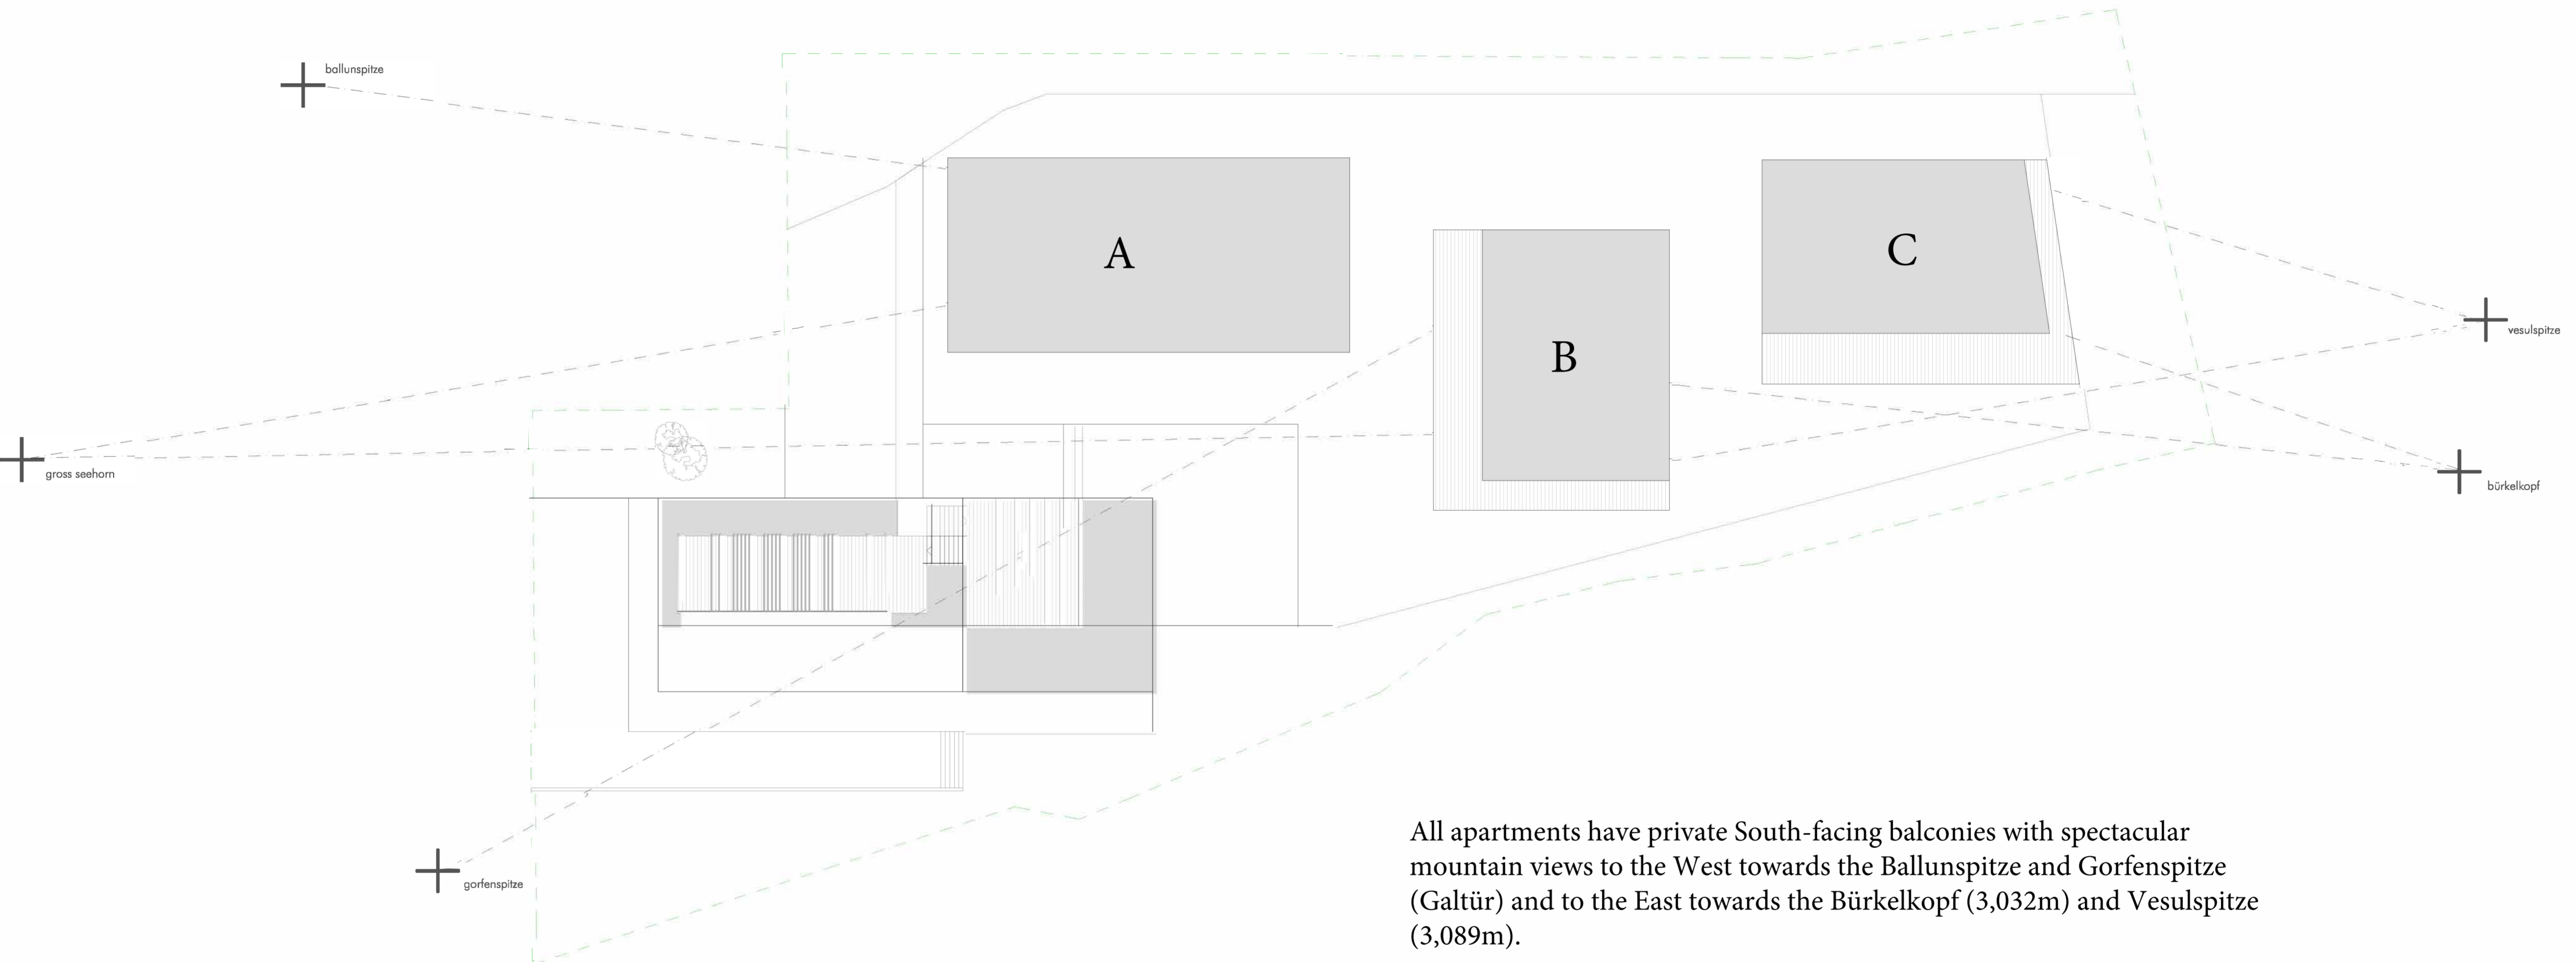 ballunspitze
A
C
B
vesulspitze
gross seehorn
bürkelkopf
gorfenspitze
All apartments have private South-facing balconies with spectacular
mountain views to the West towards the Ballunspitze and Gorfenspitze
(Galtür) and to the East towards the Bürkelkopf (3,032m) and Vesulspitze
(3,089m).